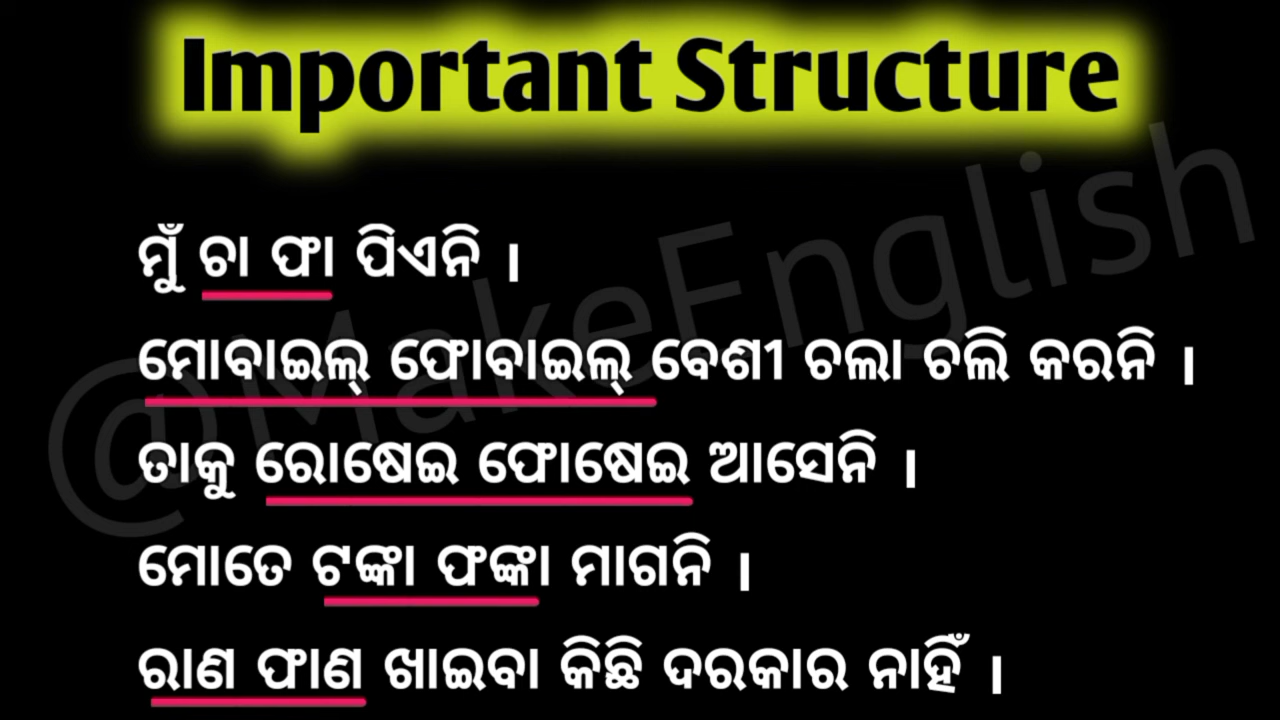 Important Structure
ମୁଁ ଚା ଫା ପିଏନି ।
ମୋବାଇଲ୍ ଫୋବାଇଲ୍ ବେଶୀ ଚଲା ଚଲି କରନି ।
ତାକୁ ରୋଷେଇ ଫୋଷେଇ ଆସେନି ।
ମୋତେ ଟଙ୍କା ଫଙ୍କା ମାଗନି ।
ରାଣ ଫାଣ ଖାଇବା କିଛି ଦରକାର ନାହିଁ ।
@MakeEnglish